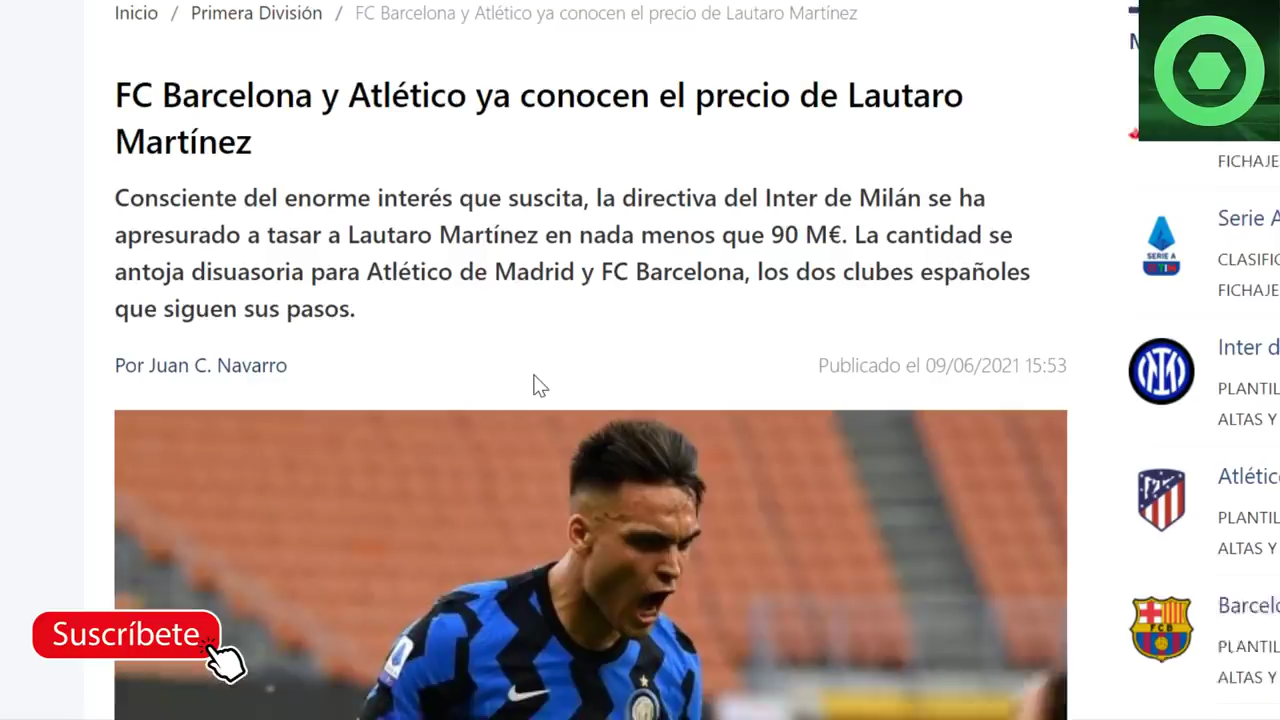 Inicio / Primera División / FC Barcelona y Atlético ya conocen el precio de Lautaro Martínez
FC Barcelona y Atlético ya conocen el precio de Lautaro
Martínez
Consciente del enorme interés que suscita, la directiva del Inter de Milán se ha
apresurado a tasar a Lautaro Martínez en nada menos que 90 M€. La cantidad se
antoja disuasoria para Atlético de Madrid y FC Barcelona, los dos clubes españoles
que siguen sus pasos.
Por Juan C. Navarro
Publicado el 09/06/2021 15:53
Suscríbete
FICHAJE
Serie A
SERIE A
CLASIFIC
FICHAJE
Inter d
PLANTIL
ALTAS Y
Atlétic
PLANTIL
ALTAS Y
Barcel
FCB
PLANTIL
ALTAS Y